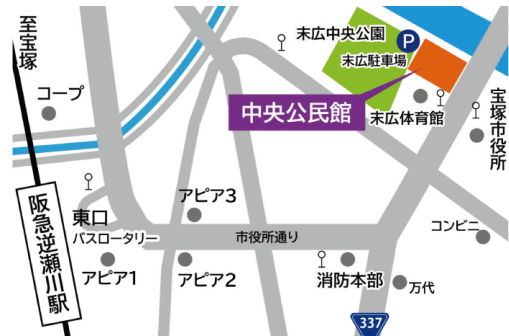 至宝塚
末広中央公園
P
末広駐車場
コープ
中央公民館
末広体育館
宝塚市役所
阪急逆瀬川駅
東口
バスロータリー
アピア3
市役所通り
コンビニ
アピア1
アピア2
消防本部
万代
337